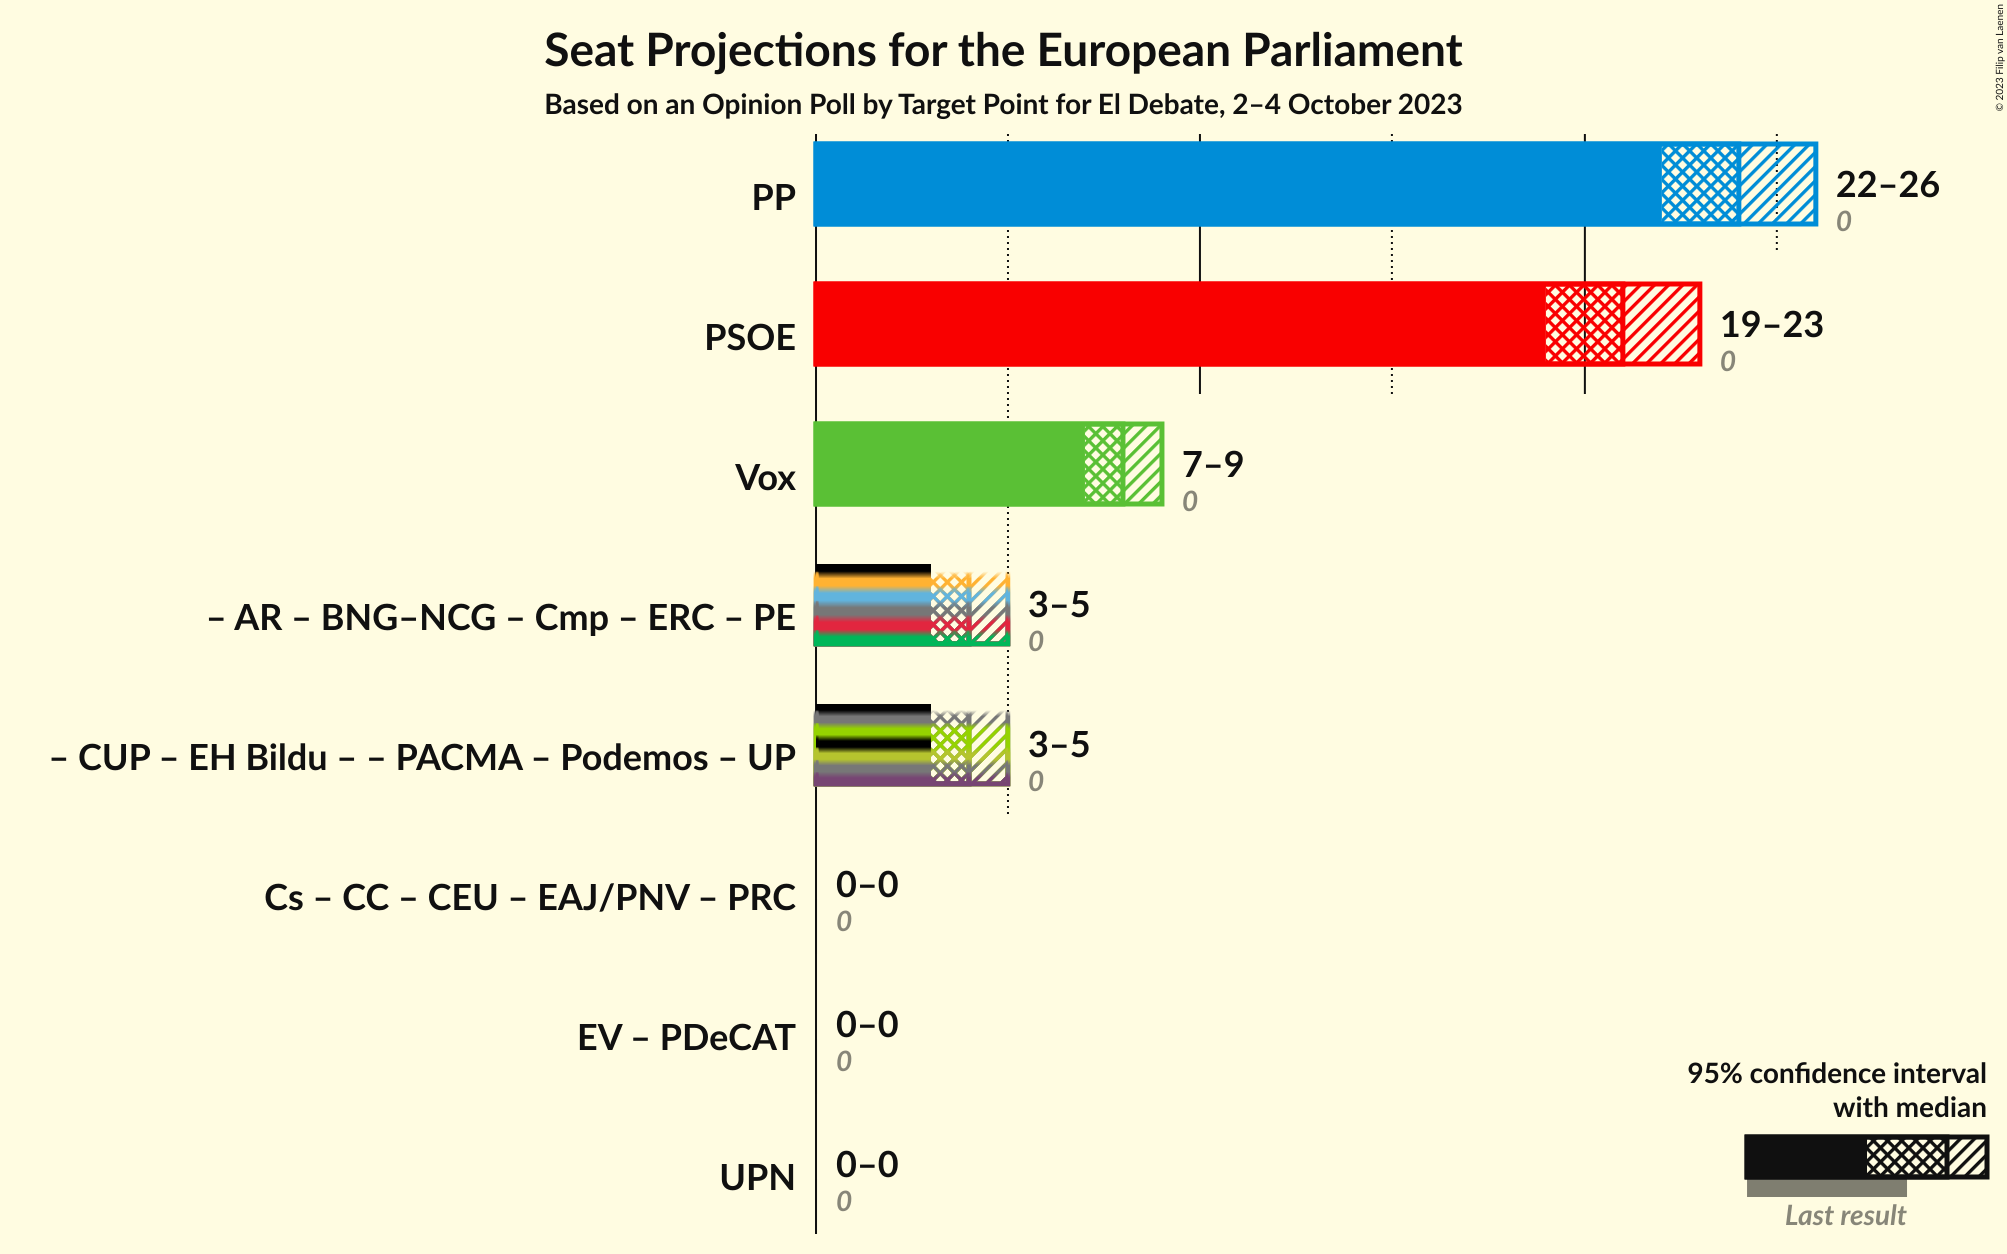 Seat Projections for the European Parliament
Based on an Opinion Poll by Target Point for El Debate, 2–4 October 2023
© 2023 Filip van Laenen
PP
22–26
0
PSOE
19–23
0
Vox
7–9
0
– AR – BNG–NCG – Cmp – ERC – PE
3–5
0
– CUP – EH Bildu – – PACMA – Podemos – UP
3–5
0
Cs – CC – CEU – EAJ/PNV – PRC
0–0
0
EV – PDeCAT
0–0
0
UPN
0–0
0
95% confidence interval
with median
Last result